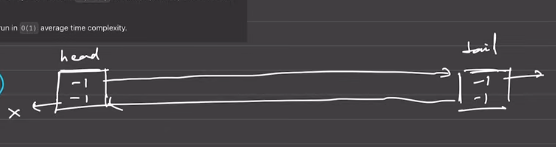 run in O(1) average time complexity.
head
tail
-1
-1
-1
-1
X